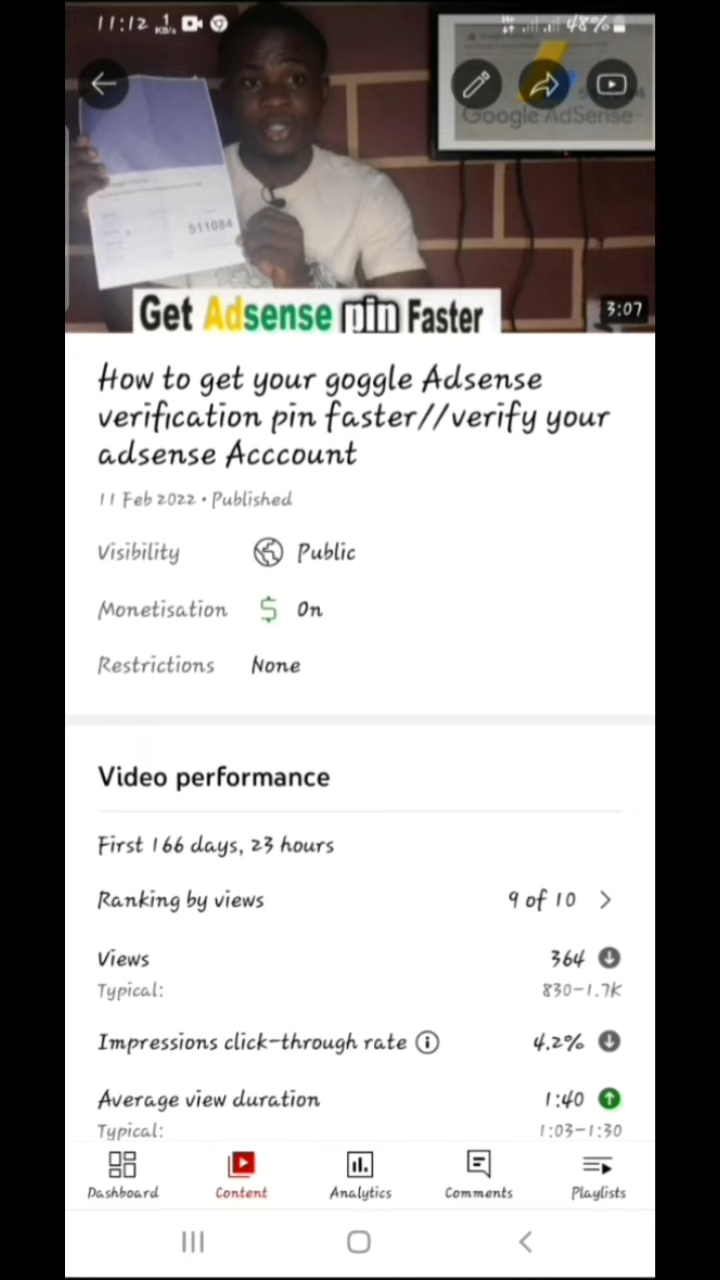 11:12 1 KB/s 48%
Google AdSense
511084
Get Adsense pin Faster
3:07
How to get your goggle Adsense
verification pin faster//verify your
adsense Acccount
11 Feb 2022 • Published
Visibility Public
Monetisation $ On
Restrictions None
Video performance
First 166 days, 23 hours
Ranking by views 9 of 10
Views 364
Typical: 830–1.7K
Impressions click-through rate 4.2%
Average view duration 1:40
Typical: 1:03–1:30
Dashboard Content Analytics Comments Playlists